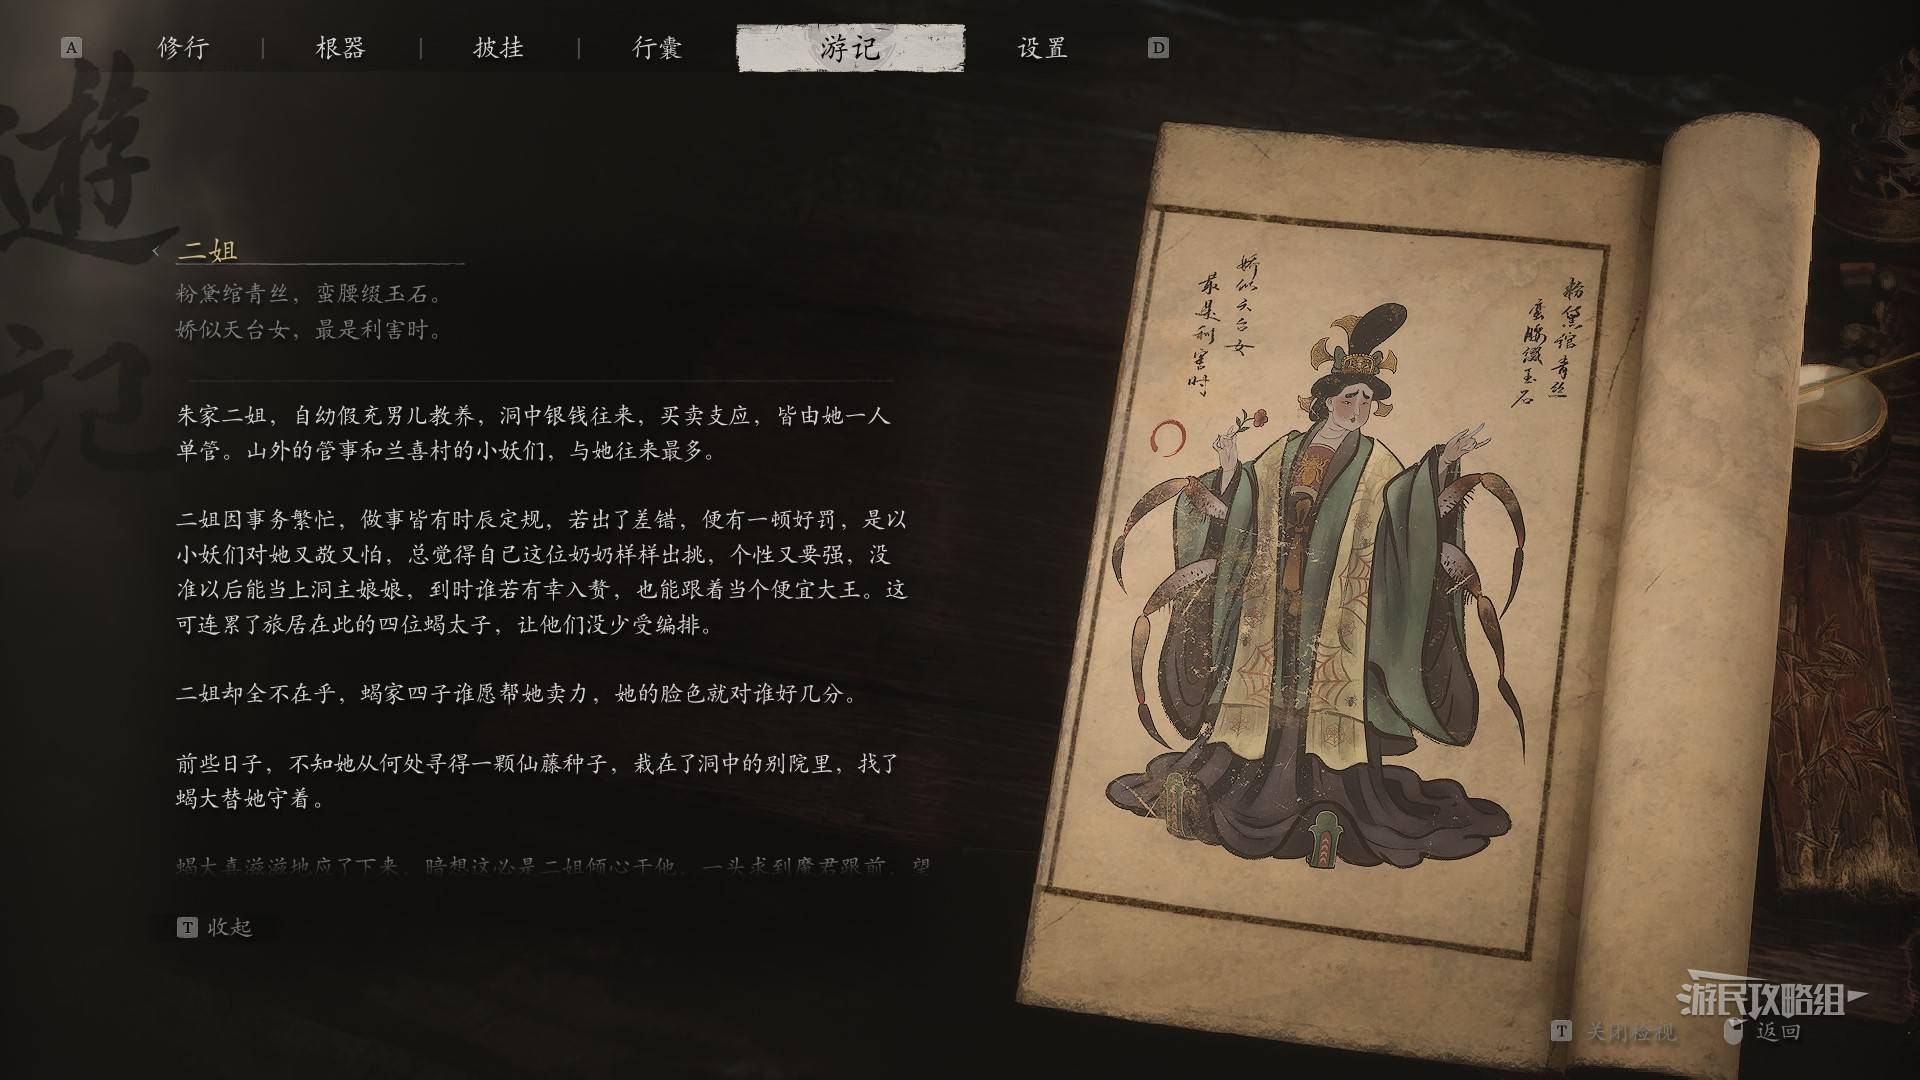 A 修行 | 根器 | 披挂 | 行囊 游记 设置 D
遊記
二姐
粉黛绾青丝，蛮腰缀玉石。
娇似天台女，最是利害时。
朱家二姐，自幼假充男儿教养，洞中银钱往来，买卖支应，皆由她一人
单管。山外的管事和兰喜村的小妖们，与她往来最多。
二姐因事务繁忙，做事皆有时辰定规，若出了差错，便有一顿好罚，是以
小妖们对她又敬又怕，总觉得自己这位奶奶样样出挑，个性又要强，没
准以后能当上洞主娘娘，到时谁若有幸入赘，也能跟着当个便宜大王。这
可连累了旅居在此的四位蝎太子，让他们没少受编排。
二姐却全不在乎，蝎家四子谁愿帮她卖力，她的脸色就对谁好几分。
前些日子，不知她从何处寻得一颗仙藤种子，栽在了洞中的别院里，找了
蝎大替她守着。
蝎大喜滋滋地应了下来，暗想这必是二姐倾心于他，一头求到魔君跟前，望
T 收起
粉黛绾青丝
蛮腰缀玉石
娇似天台女
最是利害时
游民攻略组
T 关闭检视 返回